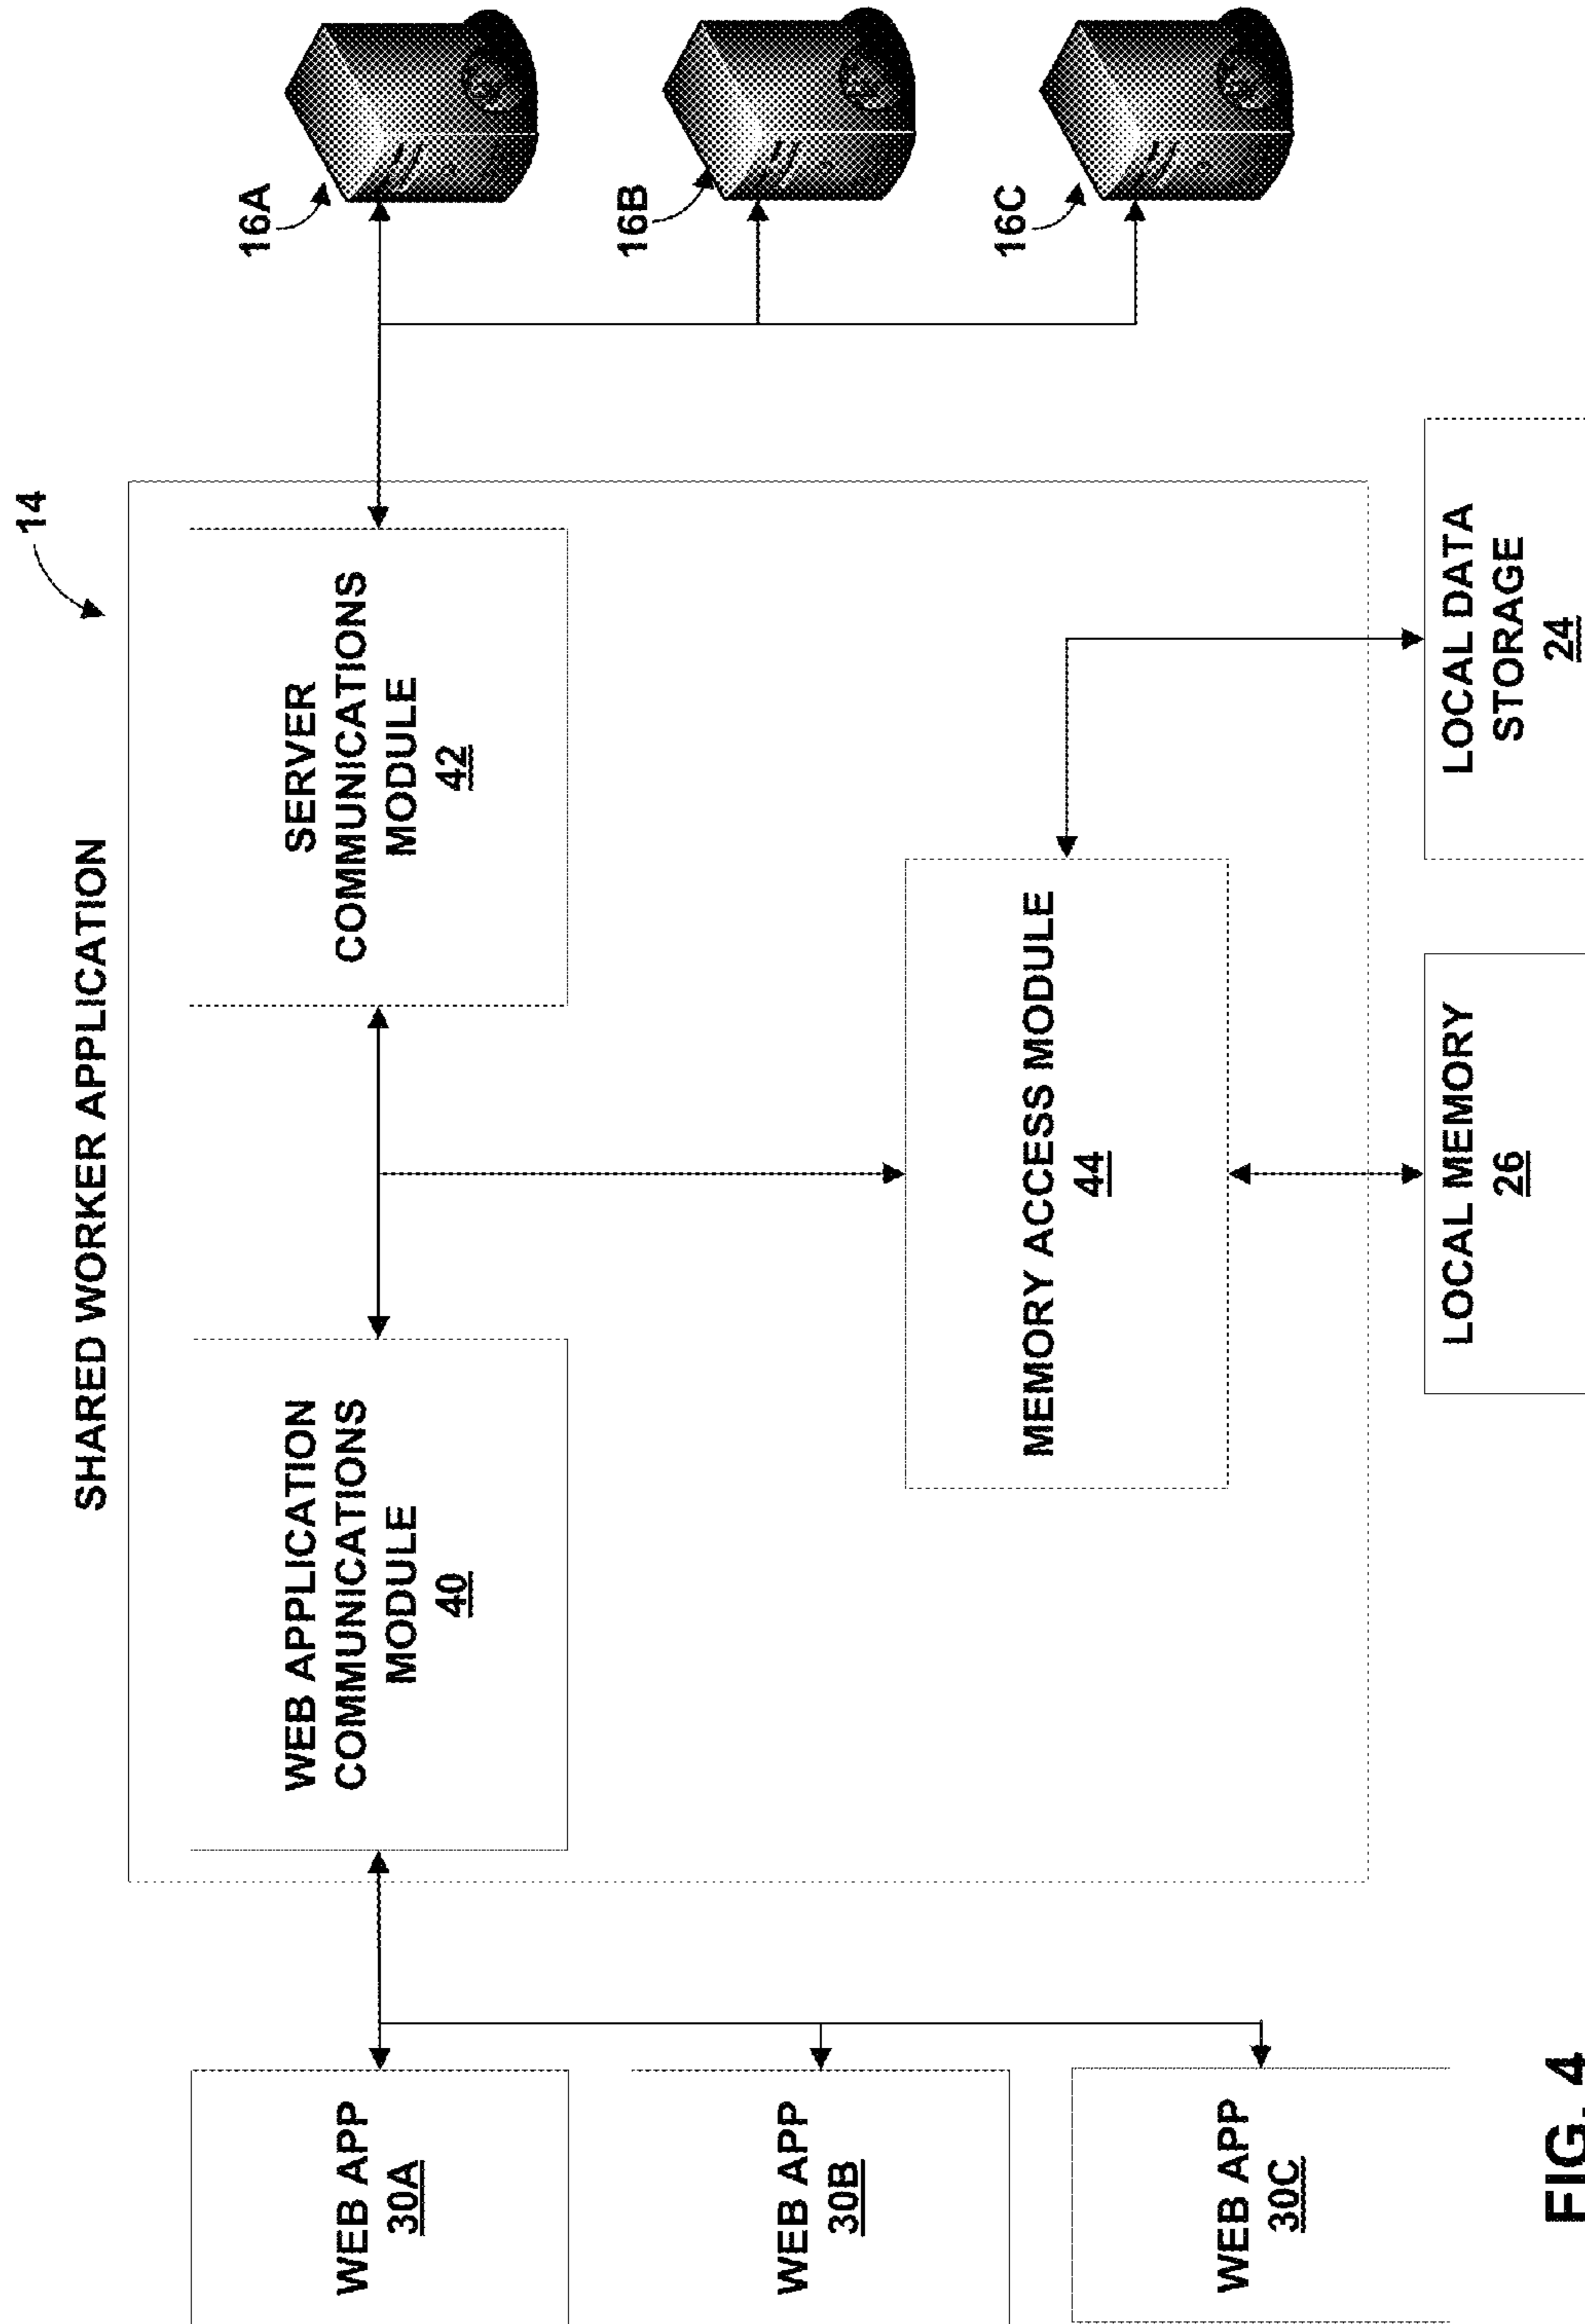 SHARED WORKER APPLICATION
14
WEB APP
30A
WEB APP
30B
WEB APP
30C
WEB APPLICATION
COMMUNICATIONS
MODULE
40
SERVER
COMMUNICATIONS
MODULE
42
MEMORY ACCESS MODULE
44
16A
16B
16C
LOCAL MEMORY
26
LOCAL DATA
STORAGE
24
FIG. 4